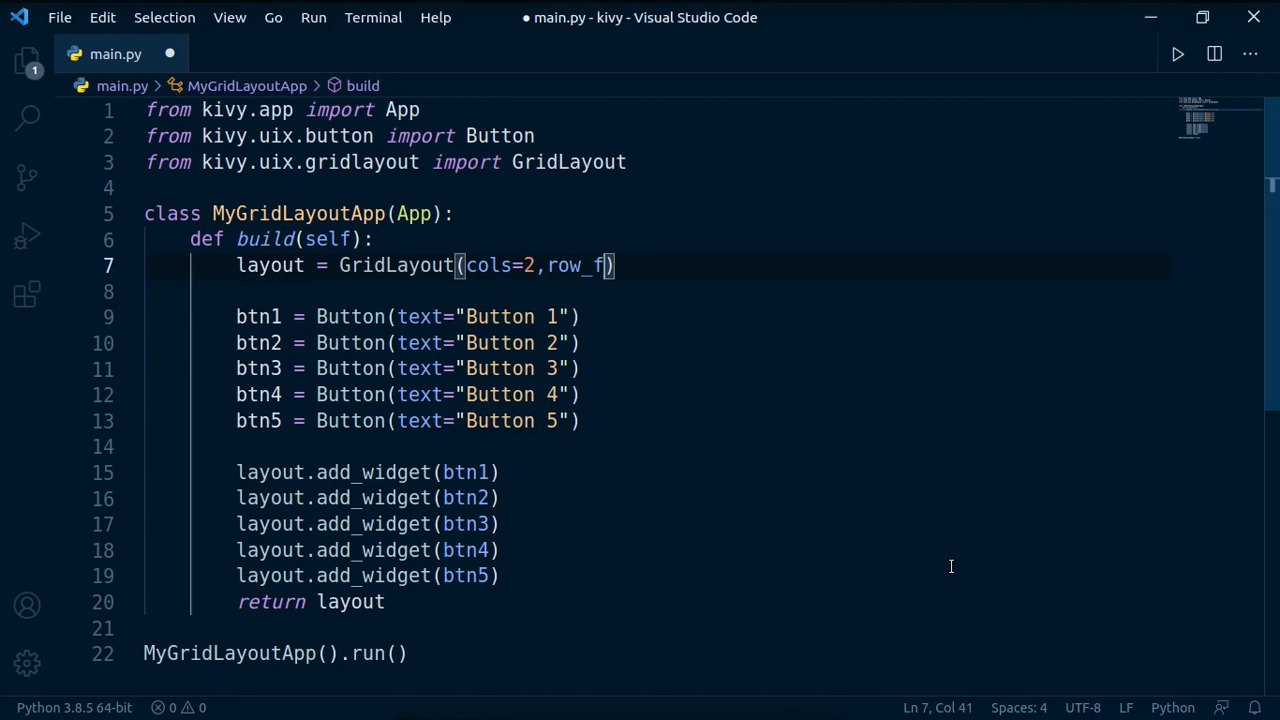 File Edit Selection View Go Run Terminal Help ● main.py - kivy - Visual Studio Code
main.py
1
main.py > MyGridLayoutApp > build
1 from kivy.app import App
2 from kivy.uix.button import Button
3 from kivy.uix.gridlayout import GridLayout
4
5 class MyGridLayoutApp(App):
6 def build(self):
7 layout = GridLayout(cols=2,row_f)
8
9 btn1 = Button(text="Button 1")
10 btn2 = Button(text="Button 2")
11 btn3 = Button(text="Button 3")
12 btn4 = Button(text="Button 4")
13 btn5 = Button(text="Button 5")
14
15 layout.add_widget(btn1)
16 layout.add_widget(btn2)
17 layout.add_widget(btn3)
18 layout.add_widget(btn4)
19 layout.add_widget(btn5)
20 return layout
21
22 MyGridLayoutApp().run()
Python 3.8.5 64-bit 0 0 Ln 7, Col 41 Spaces: 4 UTF-8 LF Python